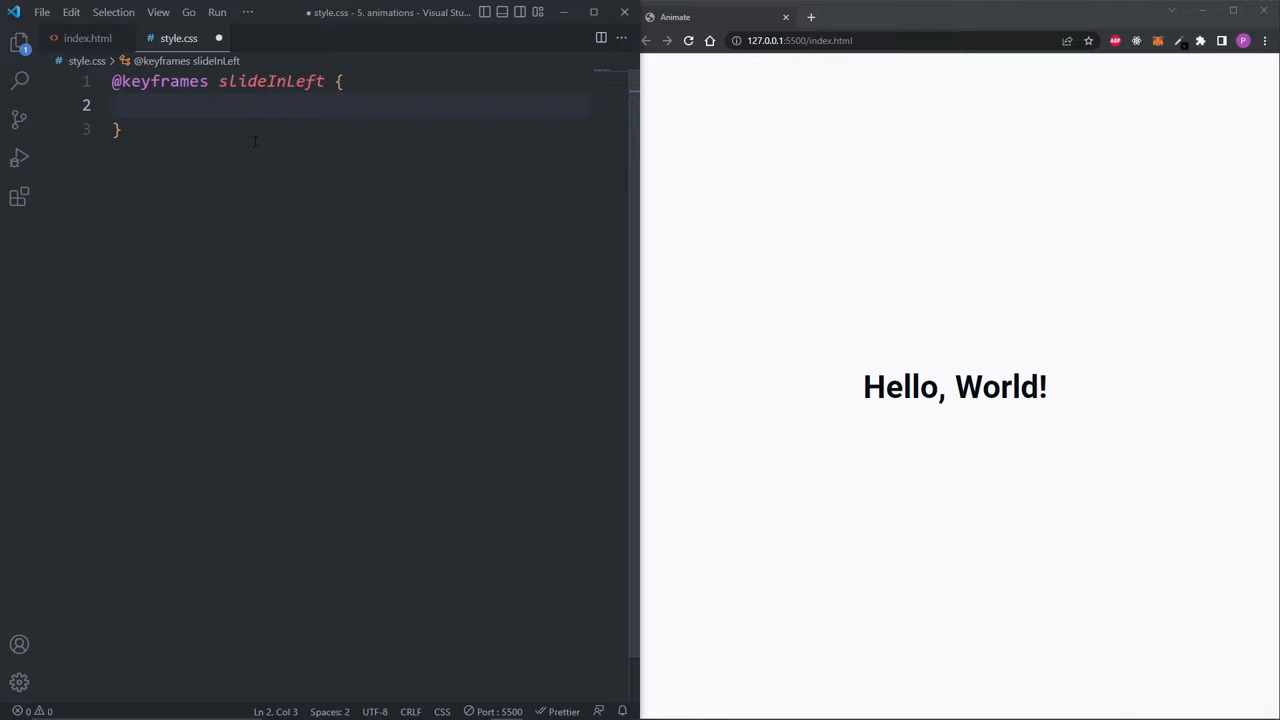 File Edit Selection View Go Run ··· ● style.css - 5. animations - Visual Stu...
index.html style.css ●
style.css > @keyframes slideInLeft
1 @keyframes slideInLeft {
2
3 }
1
0 0 Ln 2, Col 3 Spaces: 2 UTF-8 CRLF CSS Port : 5500 Prettier
Animate
127.0.0.1:5500/index.html
ABP
P
Hello, World!